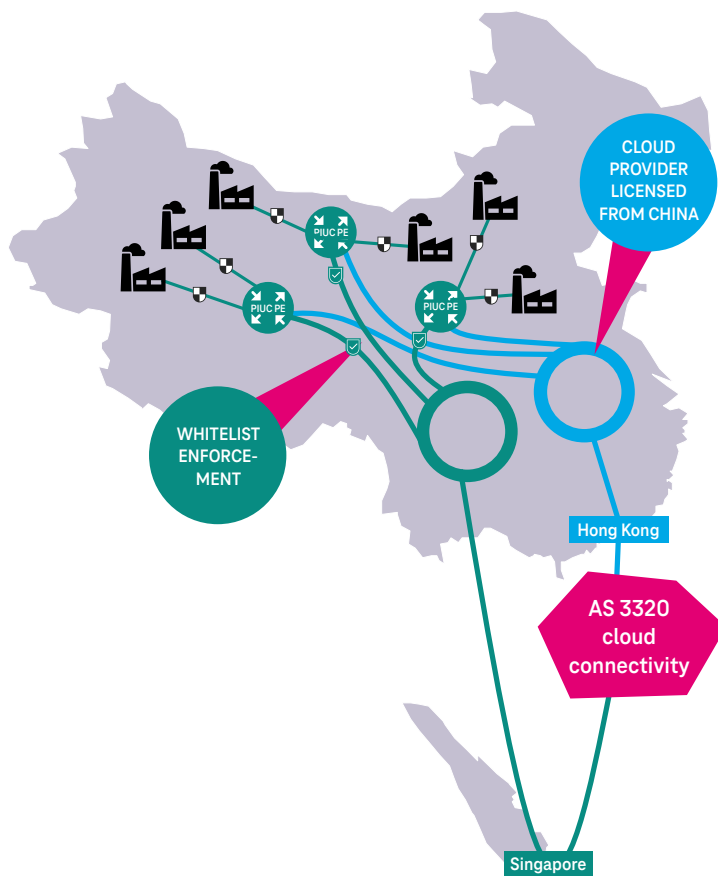 CLOUD
PROVIDER
LICENSED
FROM CHINA
PIUC PE
PIUC PE
PIUC PE
WHITELIST
ENFORCE-
MENT
Hong Kong
AS 3320
cloud
connectivity
Singapore